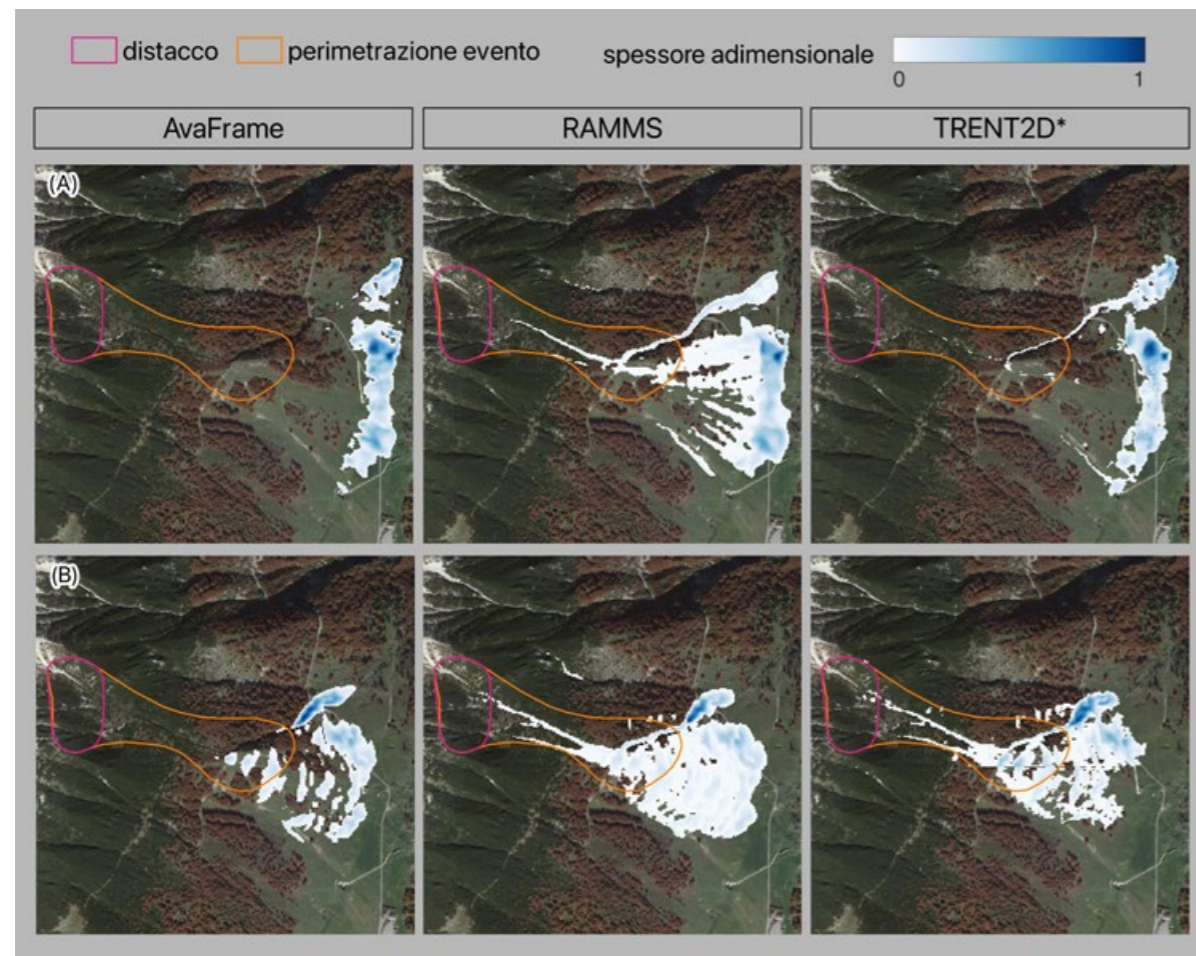 distacco perimetrazione evento spessore adimensionale
0 1
AvaFrame RAMMS TRENT2D*
(A)
(B)